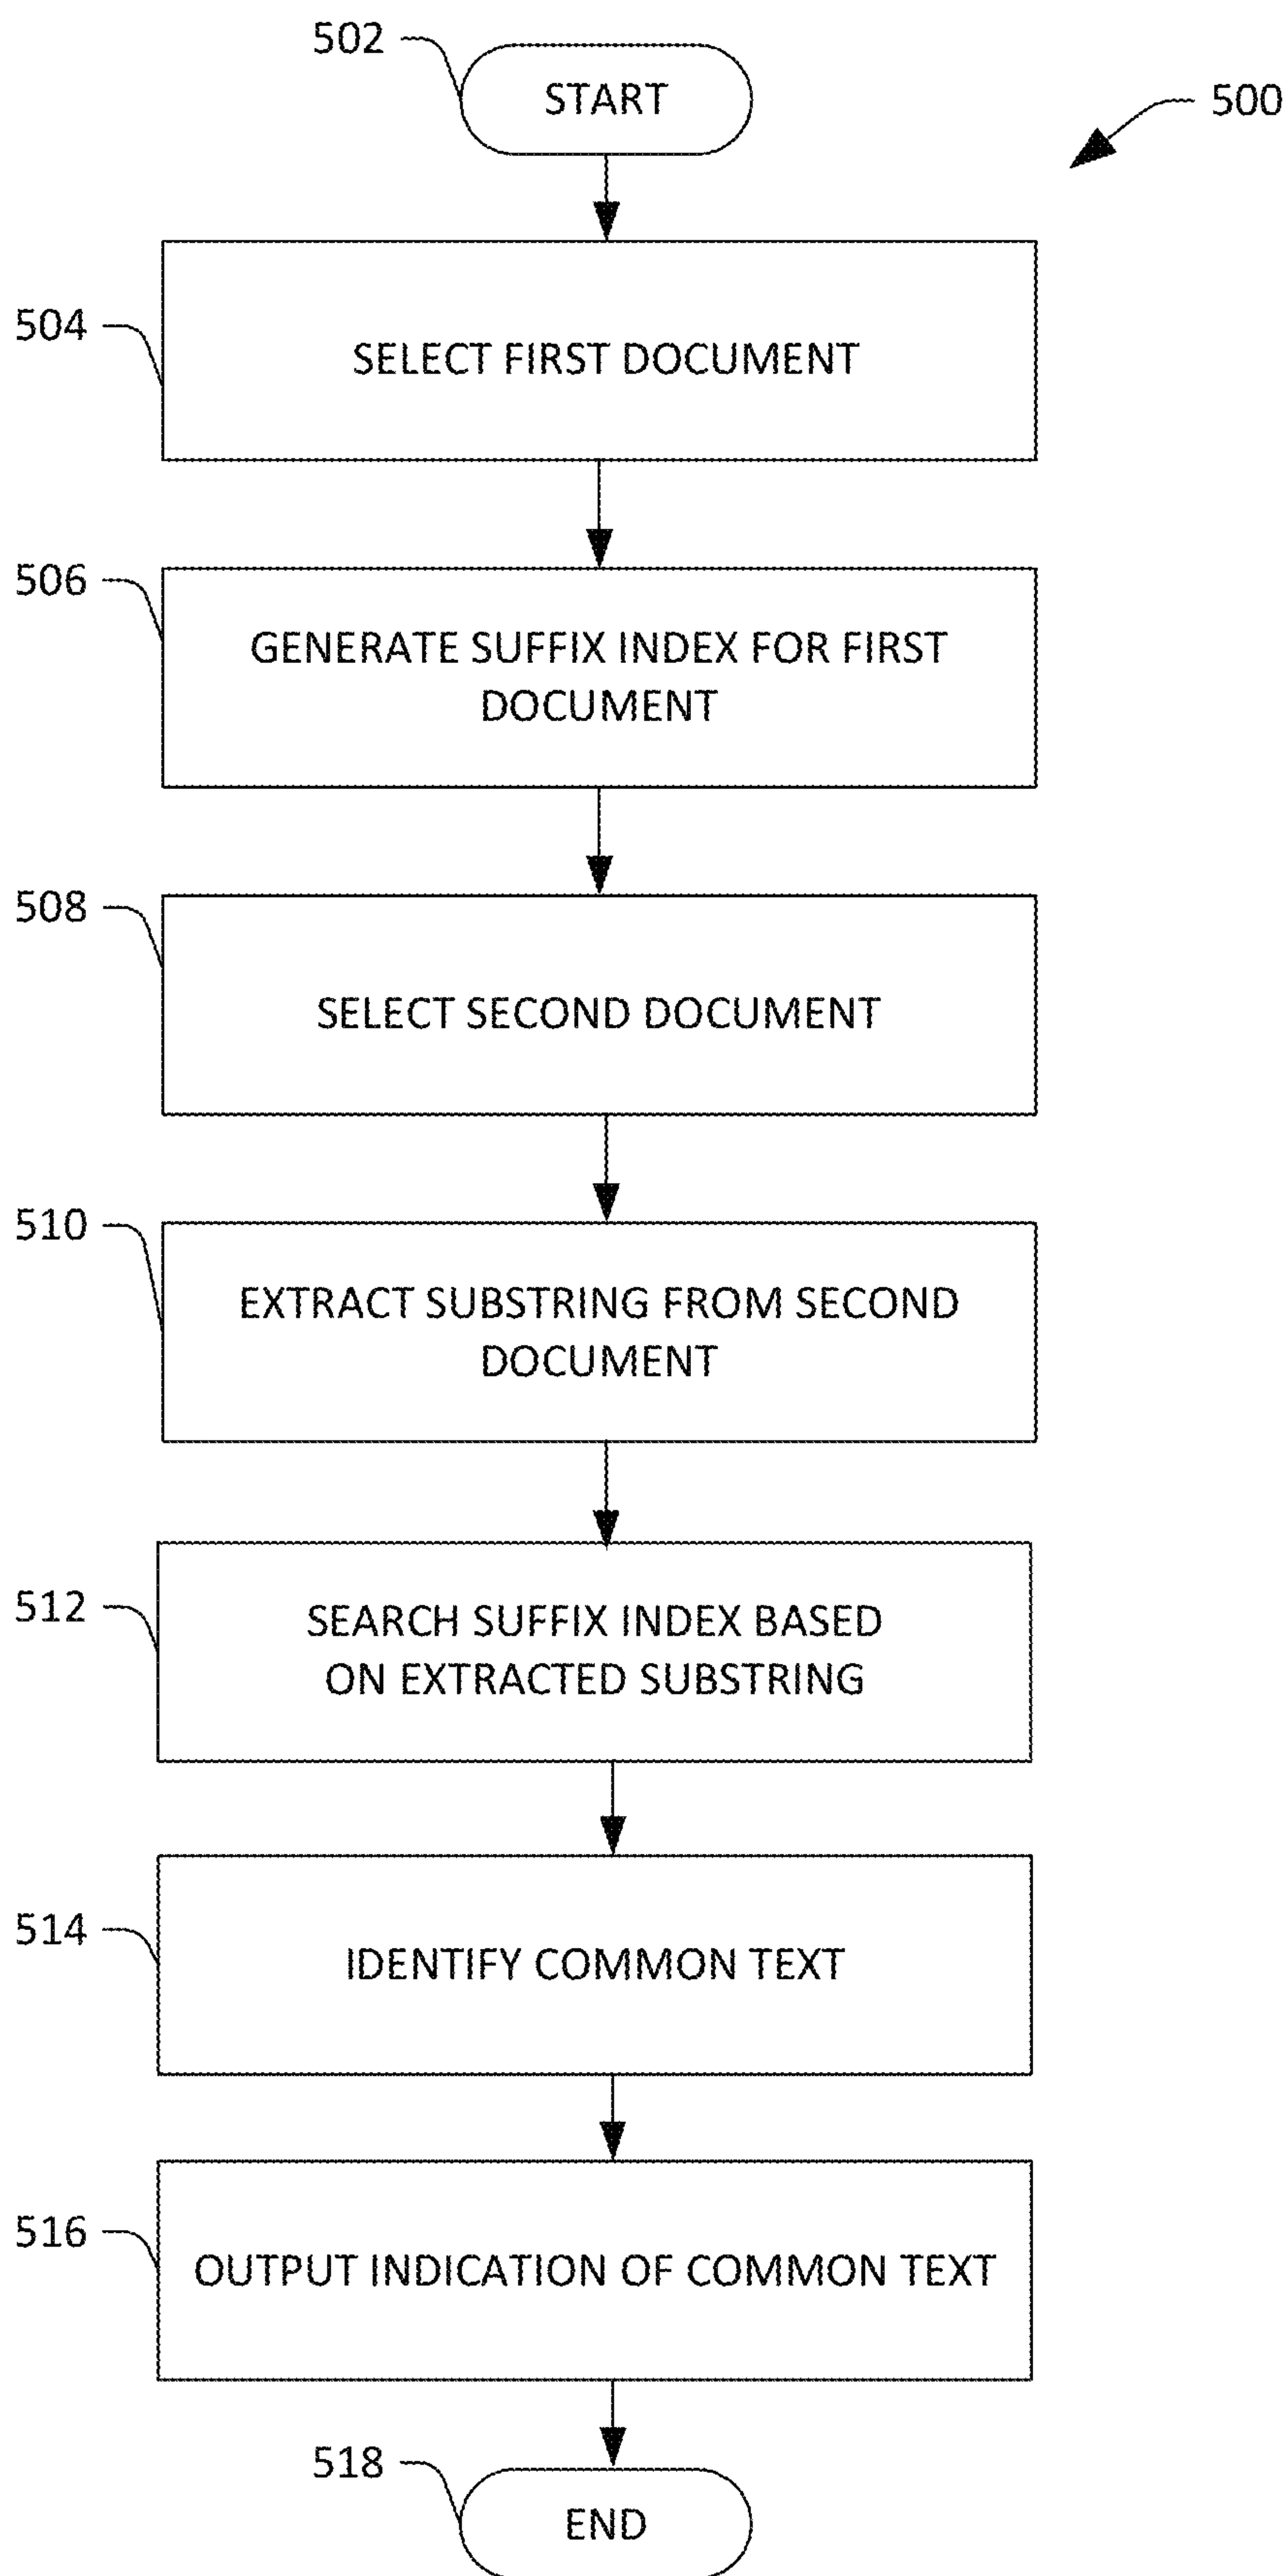 502
START
500
504
SELECT FIRST DOCUMENT
506
GENERATE SUFFIX INDEX FOR FIRST
DOCUMENT
508
SELECT SECOND DOCUMENT
510
EXTRACT SUBSTRING FROM SECOND
DOCUMENT
512
SEARCH SUFFIX INDEX BASED
ON EXTRACTED SUBSTRING
514
IDENTIFY COMMON TEXT
516
OUTPUT INDICATION OF COMMON TEXT
518
END